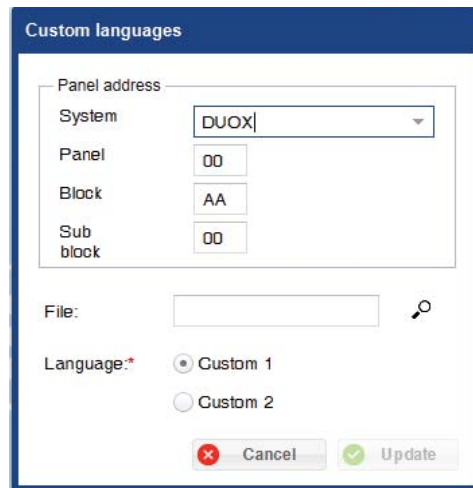 Custom languages
Panel address
System DUOX
Panel 00
Block AA
Sub
block 00
File:
Language:* Custom 1
Custom 2
Cancel Update